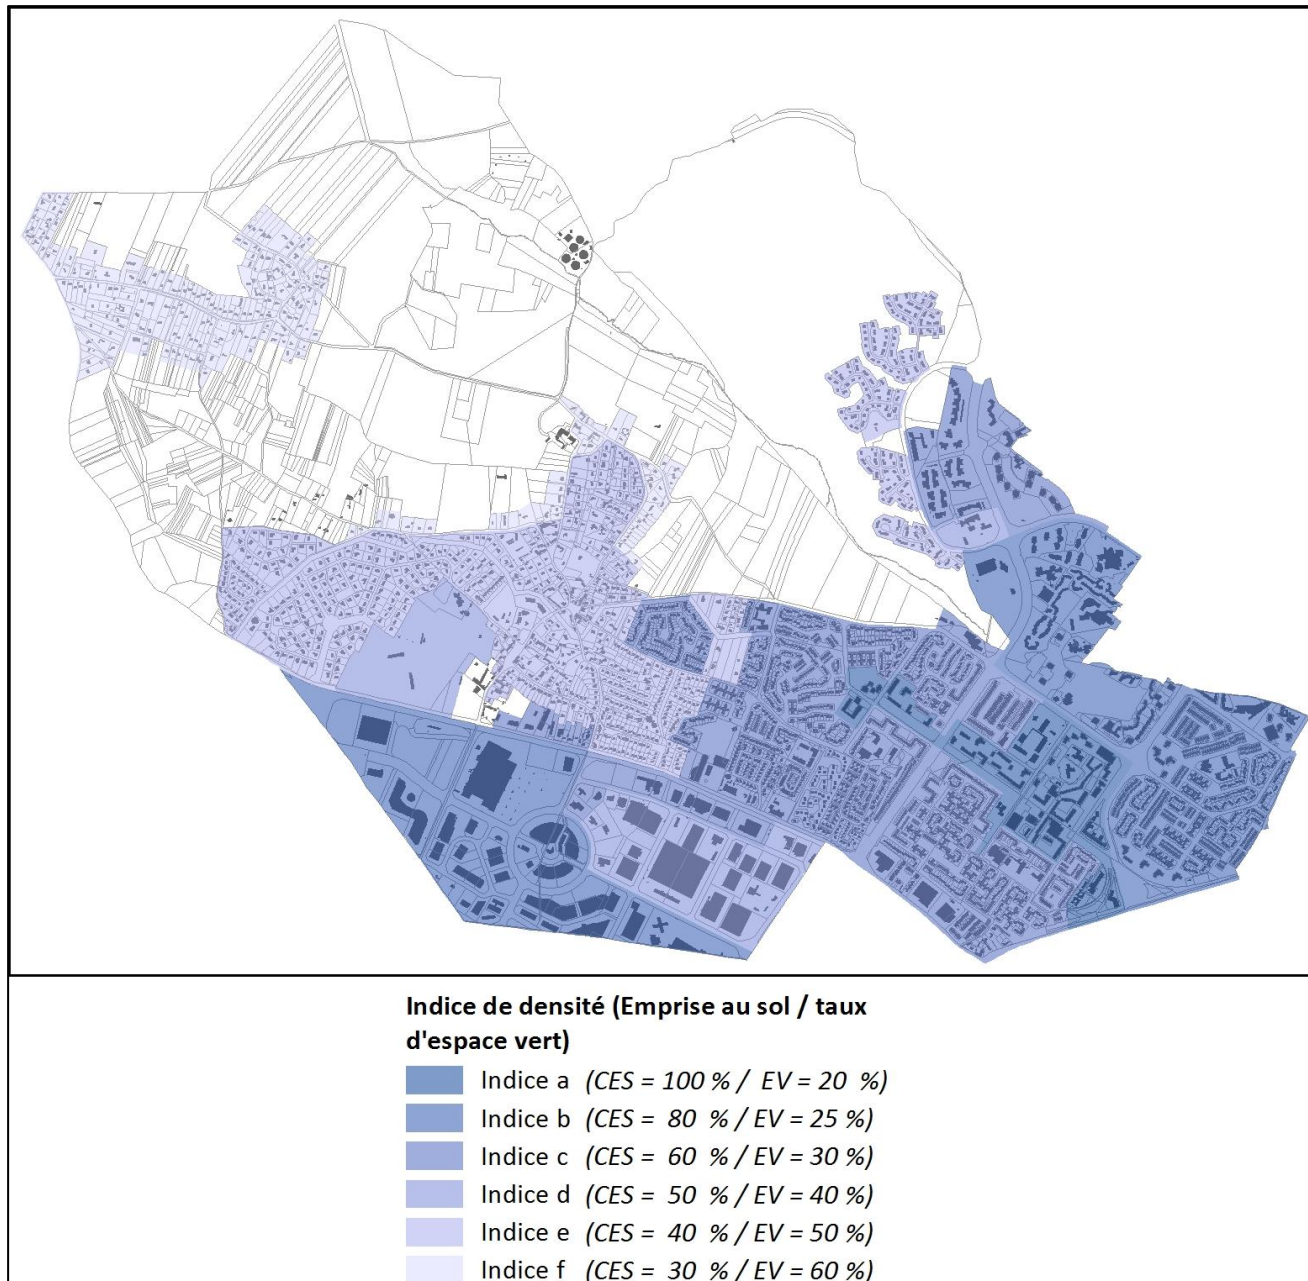 Indice de densité (Emprise au sol / taux
d'espace vert)
Indice a (CES = 100 % / EV = 20 %)
Indice b (CES = 80 % / EV = 25 %)
Indice c (CES = 60 % / EV = 30 %)
Indice d (CES = 50 % / EV = 40 %)
Indice e (CES = 40 % / EV = 50 %)
Indice f (CES = 30 % / EV = 60 %)